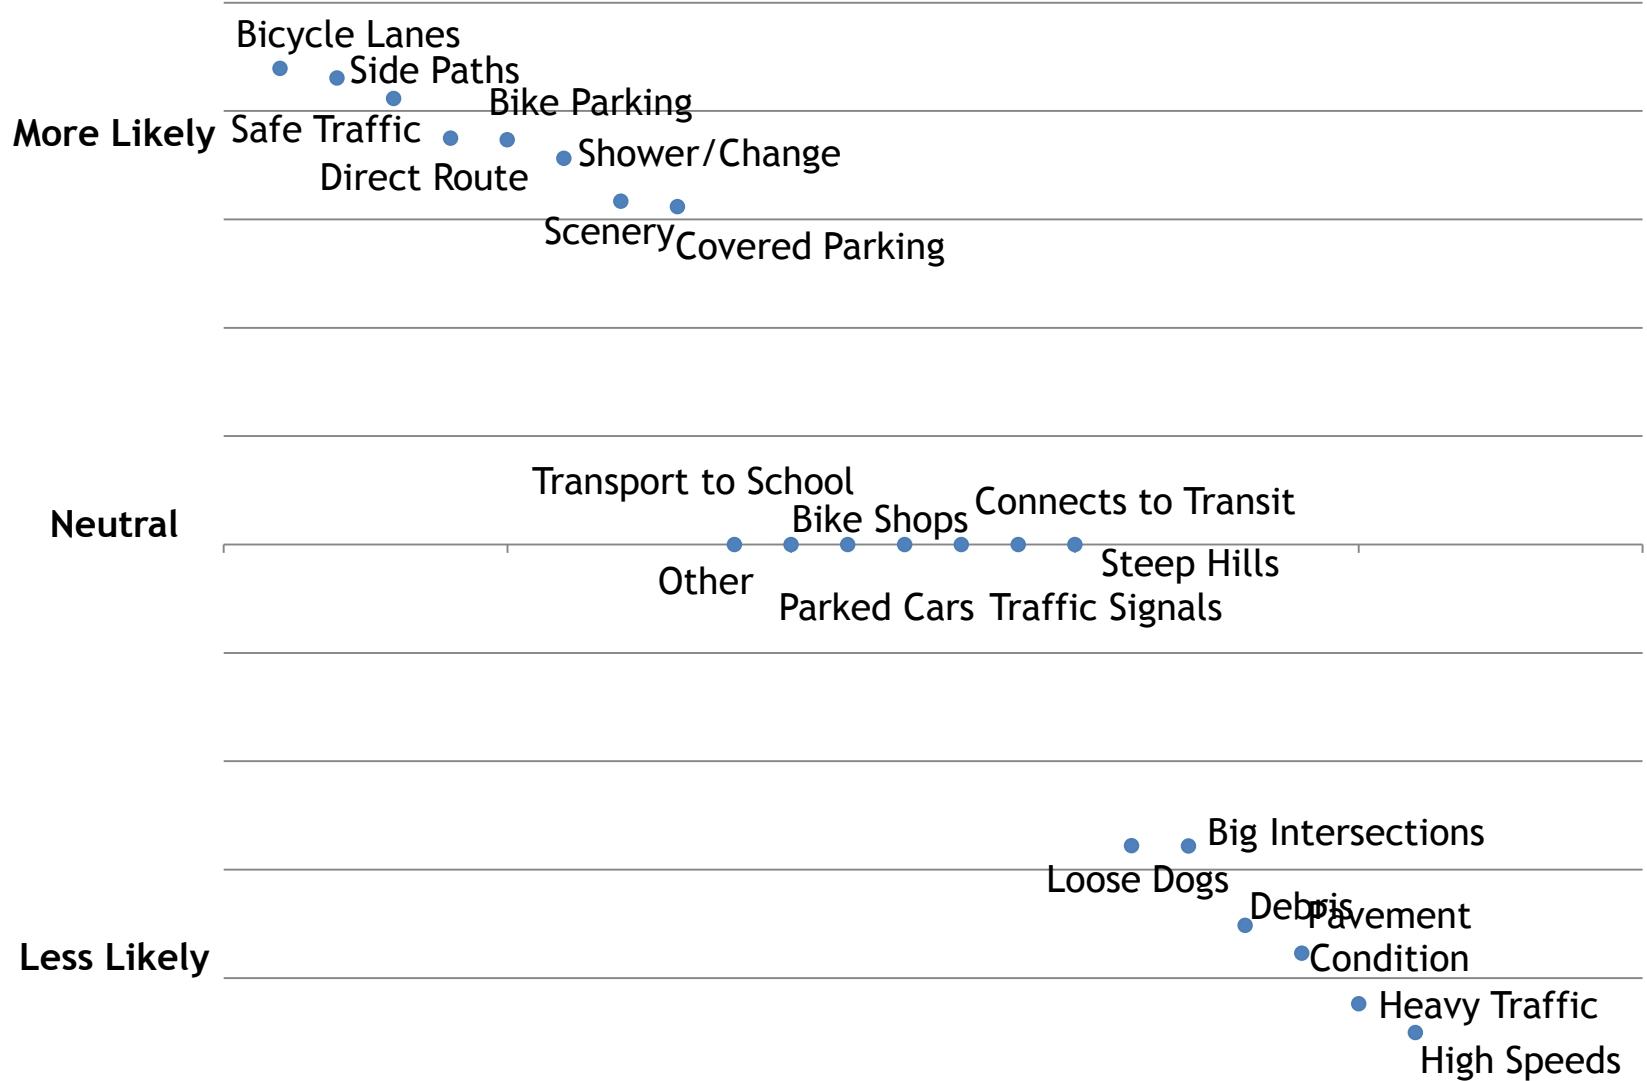 Bicycle Lanes
Side Paths
Bike Parking
More Likely
Safe Traffic
Shower/Change
Direct Route
Scenery
Covered Parking
Transport to School
Connects to Transit
Bike Shops
Neutral
Steep Hills
Other
Parked Cars
Traffic Signals
Big Intersections
Loose Dogs
Debris
Pavement
Condition
Less Likely
Heavy Traffic
High Speeds